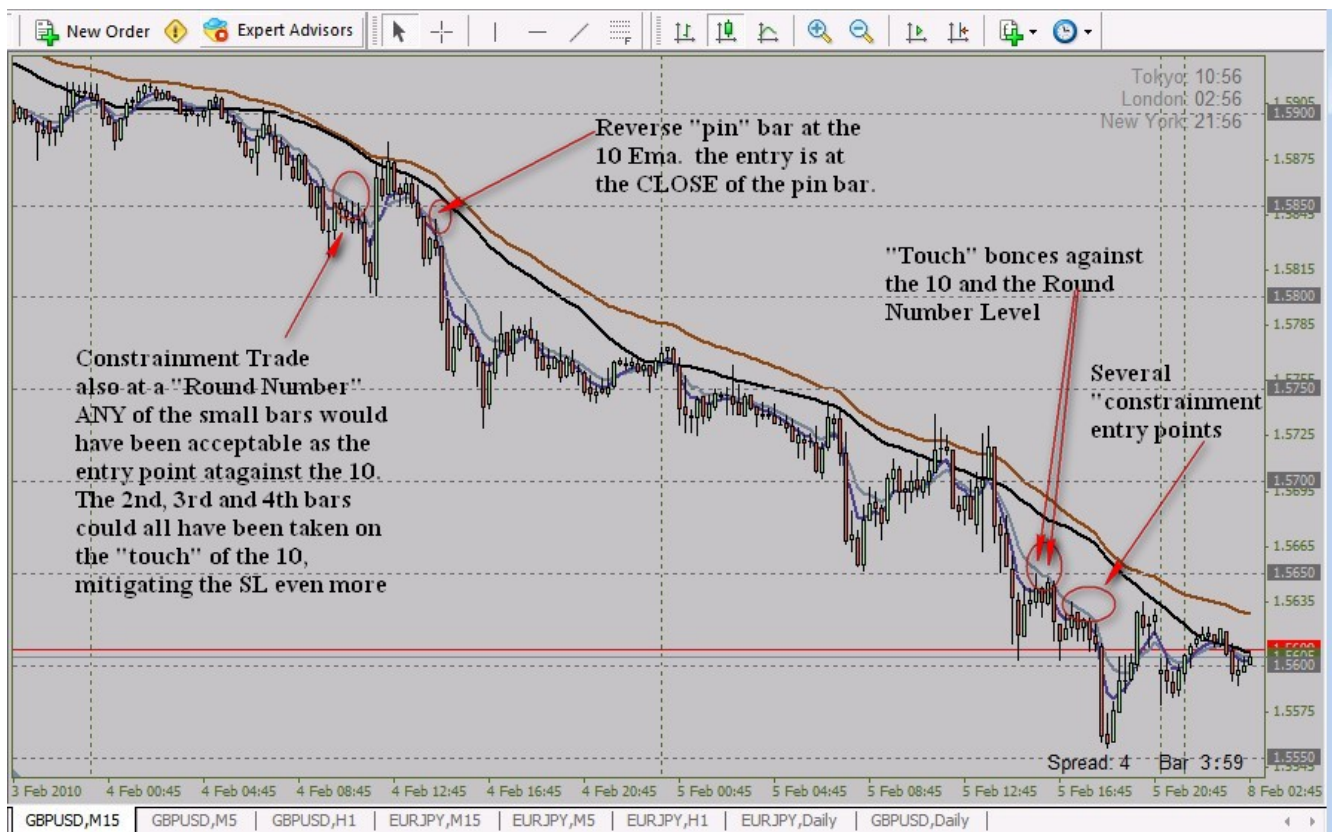 New Order
Expert Advisors
F
Tokyo: 10:56
London: 02:56
New York: 21:56
Reverse "pin" bar at the
10 Ema. the entry is at
the CLOSE of the pin bar.
"Touch" bonces against
the 10 and the Round
Number Level
Constrainment Trade
also at a "Round Number"
ANY of the small bars would
have been acceptable as the
entry point atagainst the 10.
The 2nd, 3rd and 4th bars
could all have been taken on
the "touch" of the 10,
mitigating the SL even more
Several
"constrainment
entry points
1.5905
1.5900
1.5875
1.5850
1.5845
1.5815
1.5800
1.5785
1.5750
1.5725
1.5700
1.5695
1.5665
1.5650
1.5635
1.5605
1.5600
1.5575
1.5550
Spread: 4 Bar 3:59
3 Feb 2010 4 Feb 00:45 4 Feb 04:45 4 Feb 08:45 4 Feb 12:45 4 Feb 16:45 4 Feb 20:45 5 Feb 00:45 5 Feb 04:45 5 Feb 08:45 5 Feb 12:45 5 Feb 16:45 5 Feb 20:45 8 Feb 02:45
GBPUSD,M15 GBPUSD,M5 GBPUSD,H1 EURJPY,M15 EURJPY,M5 EURJPY,H1 EURJPY,Daily GBPUSD,Daily